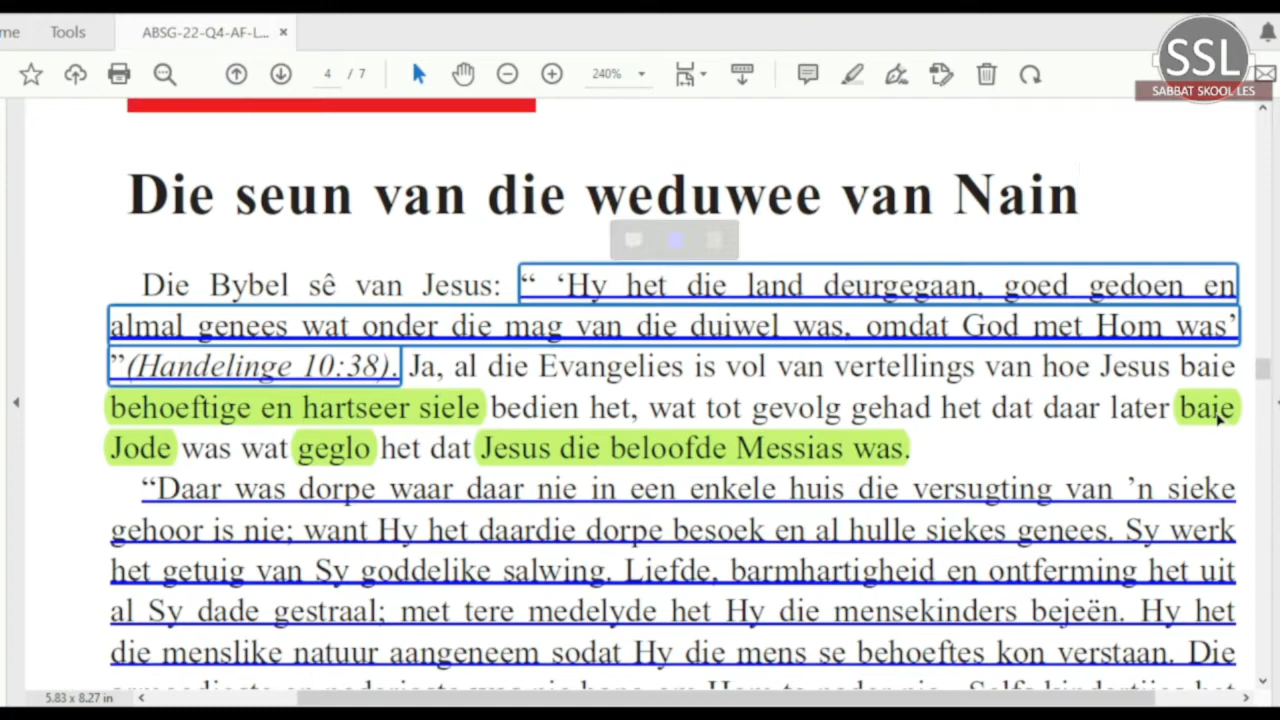 me
Tools
ABSG-22-Q4-AF-L...
×
4 / 7
240%
SSL
SABBAT SKOOL LES
Die seun van die weduwee van Nain
Die Bybel sê van Jesus: “ ‘Hy het die land deurgegaan, goed gedoen en
almal genees wat onder die mag van die duiwel was, omdat God met Hom was’
”(Handelinge 10:38). Ja, al die Evangelies is vol van vertellings van hoe Jesus baie
behoeftige en hartseer siele bedien het, wat tot gevolg gehad het dat daar later baie
Jode was wat geglo het dat Jesus die beloofde Messias was.
“Daar was dorpe waar daar nie in een enkele huis die versugting van ’n sieke
gehoor is nie; want Hy het daardie dorpe besoek en al hulle siekes genees. Sy werk
het getuig van Sy goddelike salwing. Liefde, barmhartigheid en ontferming het uit
al Sy dade gestraal; met tere medelyde het Hy die mensekinders bejeën. Hy het
die menslike natuur aangeneem sodat Hy die mens se behoeftes kon verstaan. Die
5.83 x 8.27 in